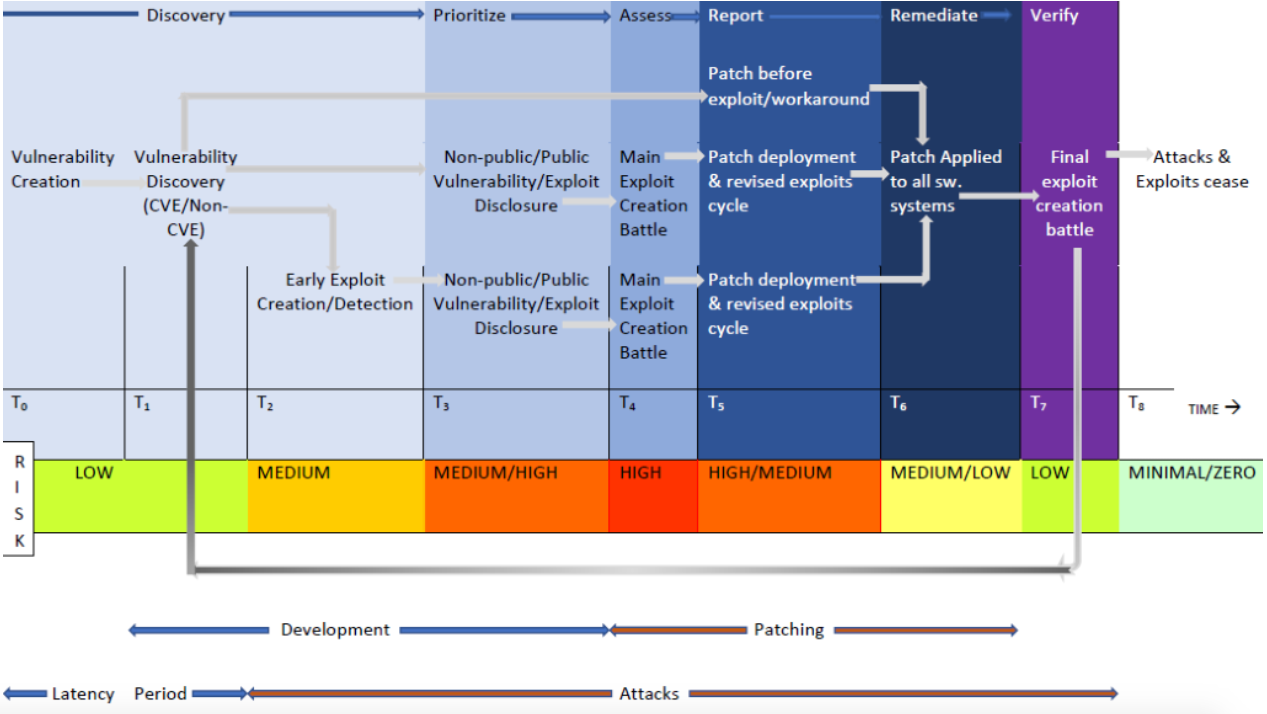 Discovery
Prioritize
Assess
Report
Remediate
Verify
Patch before
exploit/workaround
Vulnerability
Creation
Vulnerability
Discovery
(CVE/Non-
CVE)
Non-public/Public
Vulnerability/Exploit
Disclosure
Main
Exploit
Creation
Battle
Patch deployment
& revised exploits
cycle
Patch Applied
to all sw.
systems
Final
exploit
creation
battle
Attacks &
Exploits cease
Early Exploit
Creation/Detection
Non-public/Public
Vulnerability/Exploit
Disclosure
Main
Exploit
Creation
Battle
Patch deployment
& revised exploits
cycle
T₀
T₁
T₂
T₃
T₄
T₅
T₆
T₇
T₈
TIME →
R
I
S
K
LOW
MEDIUM
MEDIUM/HIGH
HIGH
HIGH/MEDIUM
MEDIUM/LOW
LOW
MINIMAL/ZERO
Development
Patching
Latency Period
Attacks